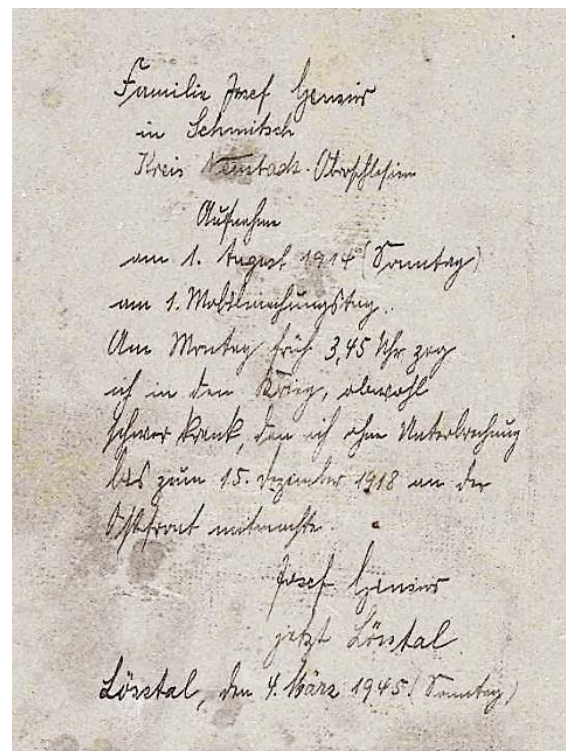 Familie Josef Gensior
in Schmitsch
Kreis Neustadt-Oberschlesien
Aufnahme
am 1. August 1914 (Sonntag)
am 1. Mobilmachungstag.
Am Montag früh 3,45 Uhr zog
ich in den Krieg, obwohl
schwer krank, den ich ohne Unterbrechung
bis zum 15. Dezember 1918 an der
Ostfront mitmachte.
Josef Gensior
jetzt Lösstal
Lösstal, den 4. März 1945 (Sonntag)